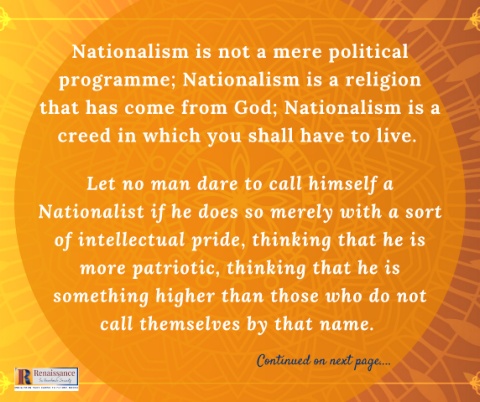 Nationalism is not a mere political
programme; Nationalism is a religion
that has come from God; Nationalism is a
creed in which you shall have to live.
Let no man dare to call himself a
Nationalist if he does so merely with a sort
of intellectual pride, thinking that he is
more patriotic, thinking that he is
something higher than those who do not
call themselves by that name.
Continued on next page....
Renaissance